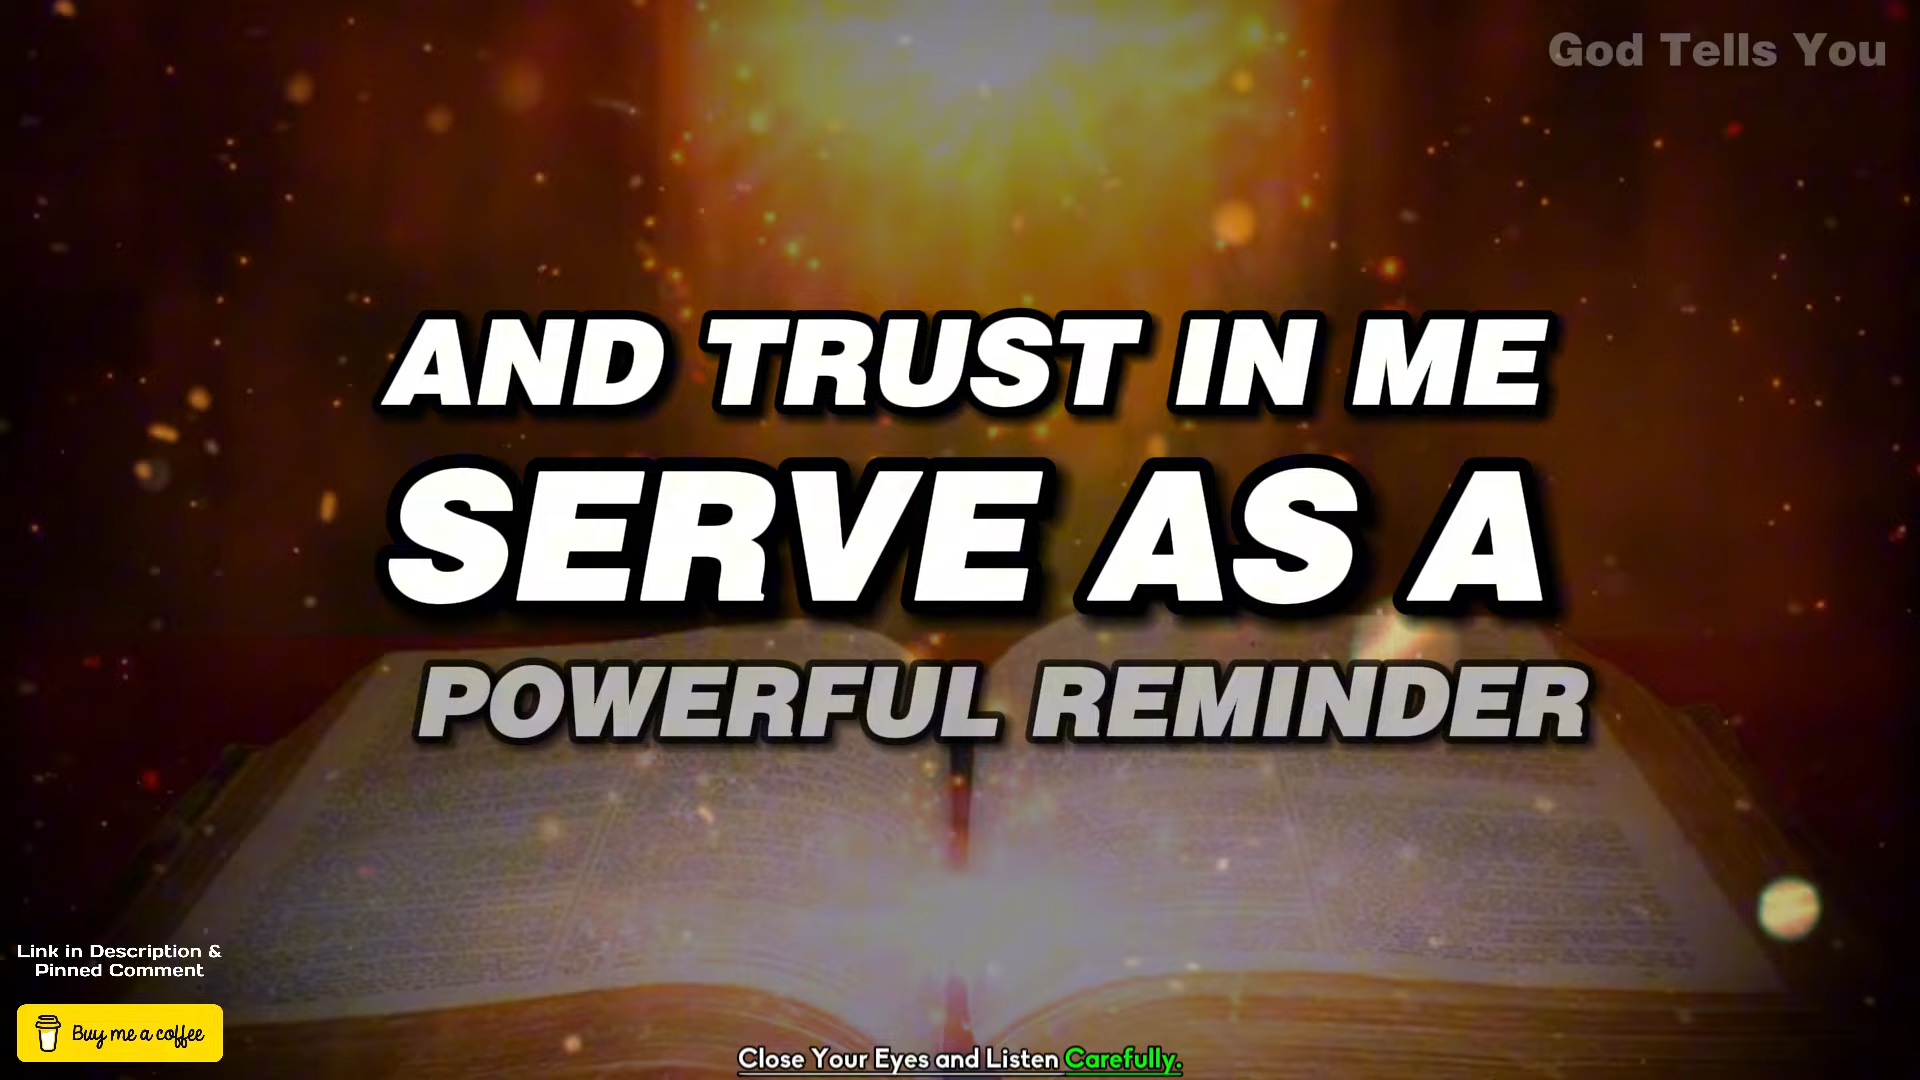 God Tells You
AND TRUST IN ME
SERVE AS A
POWERFUL REMINDER
Link in Description &
Pinned Comment
Buy me a coffee
Close Your Eyes and Listen Carefully.